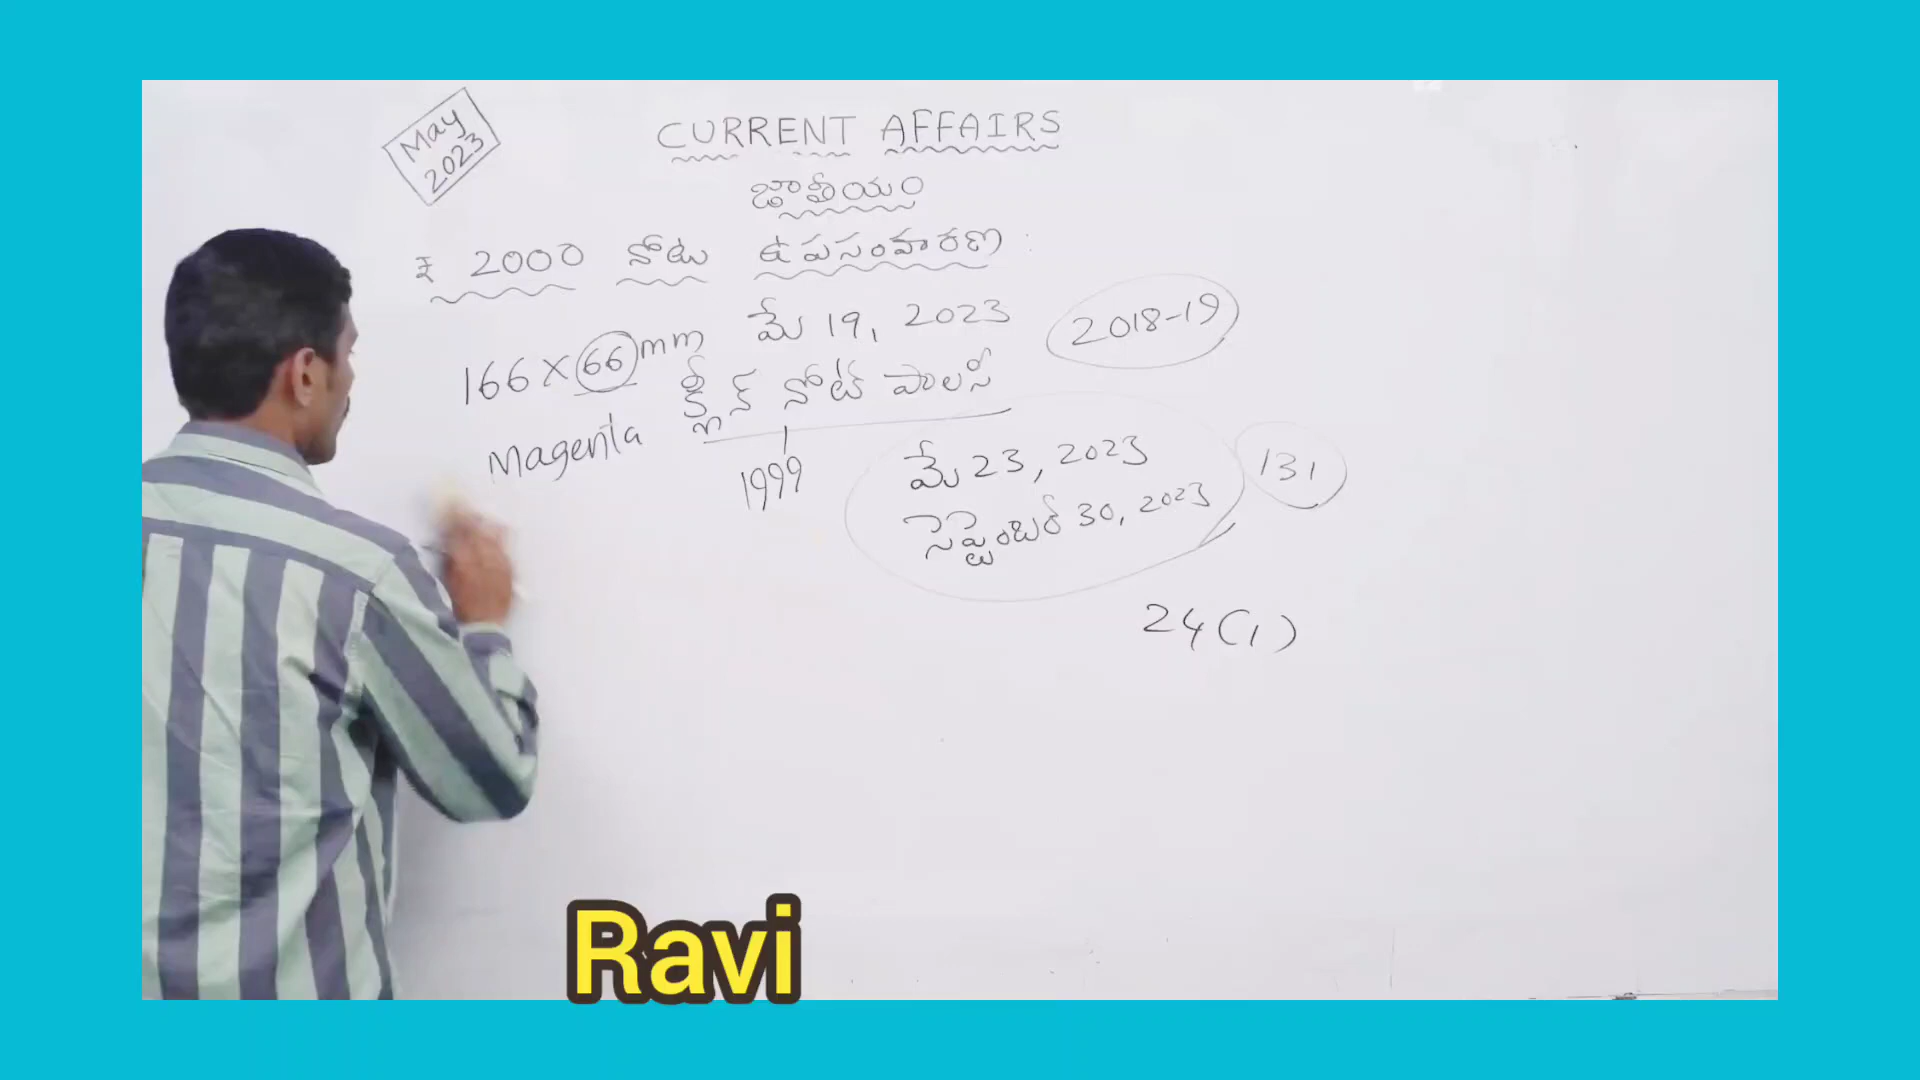 May
2023
CURRENT AFFAIRS
జాతీయం
₹ 2000 నోటు ఉపసంహరణ :
166 X 66 mm మే 19, 2023 2018-19
Magenta క్లీన్ నోట్ పాలసీ
1999
మే 23, 2023 131
సెప్టెంబర్ 30, 2023
24(1)
Ravi